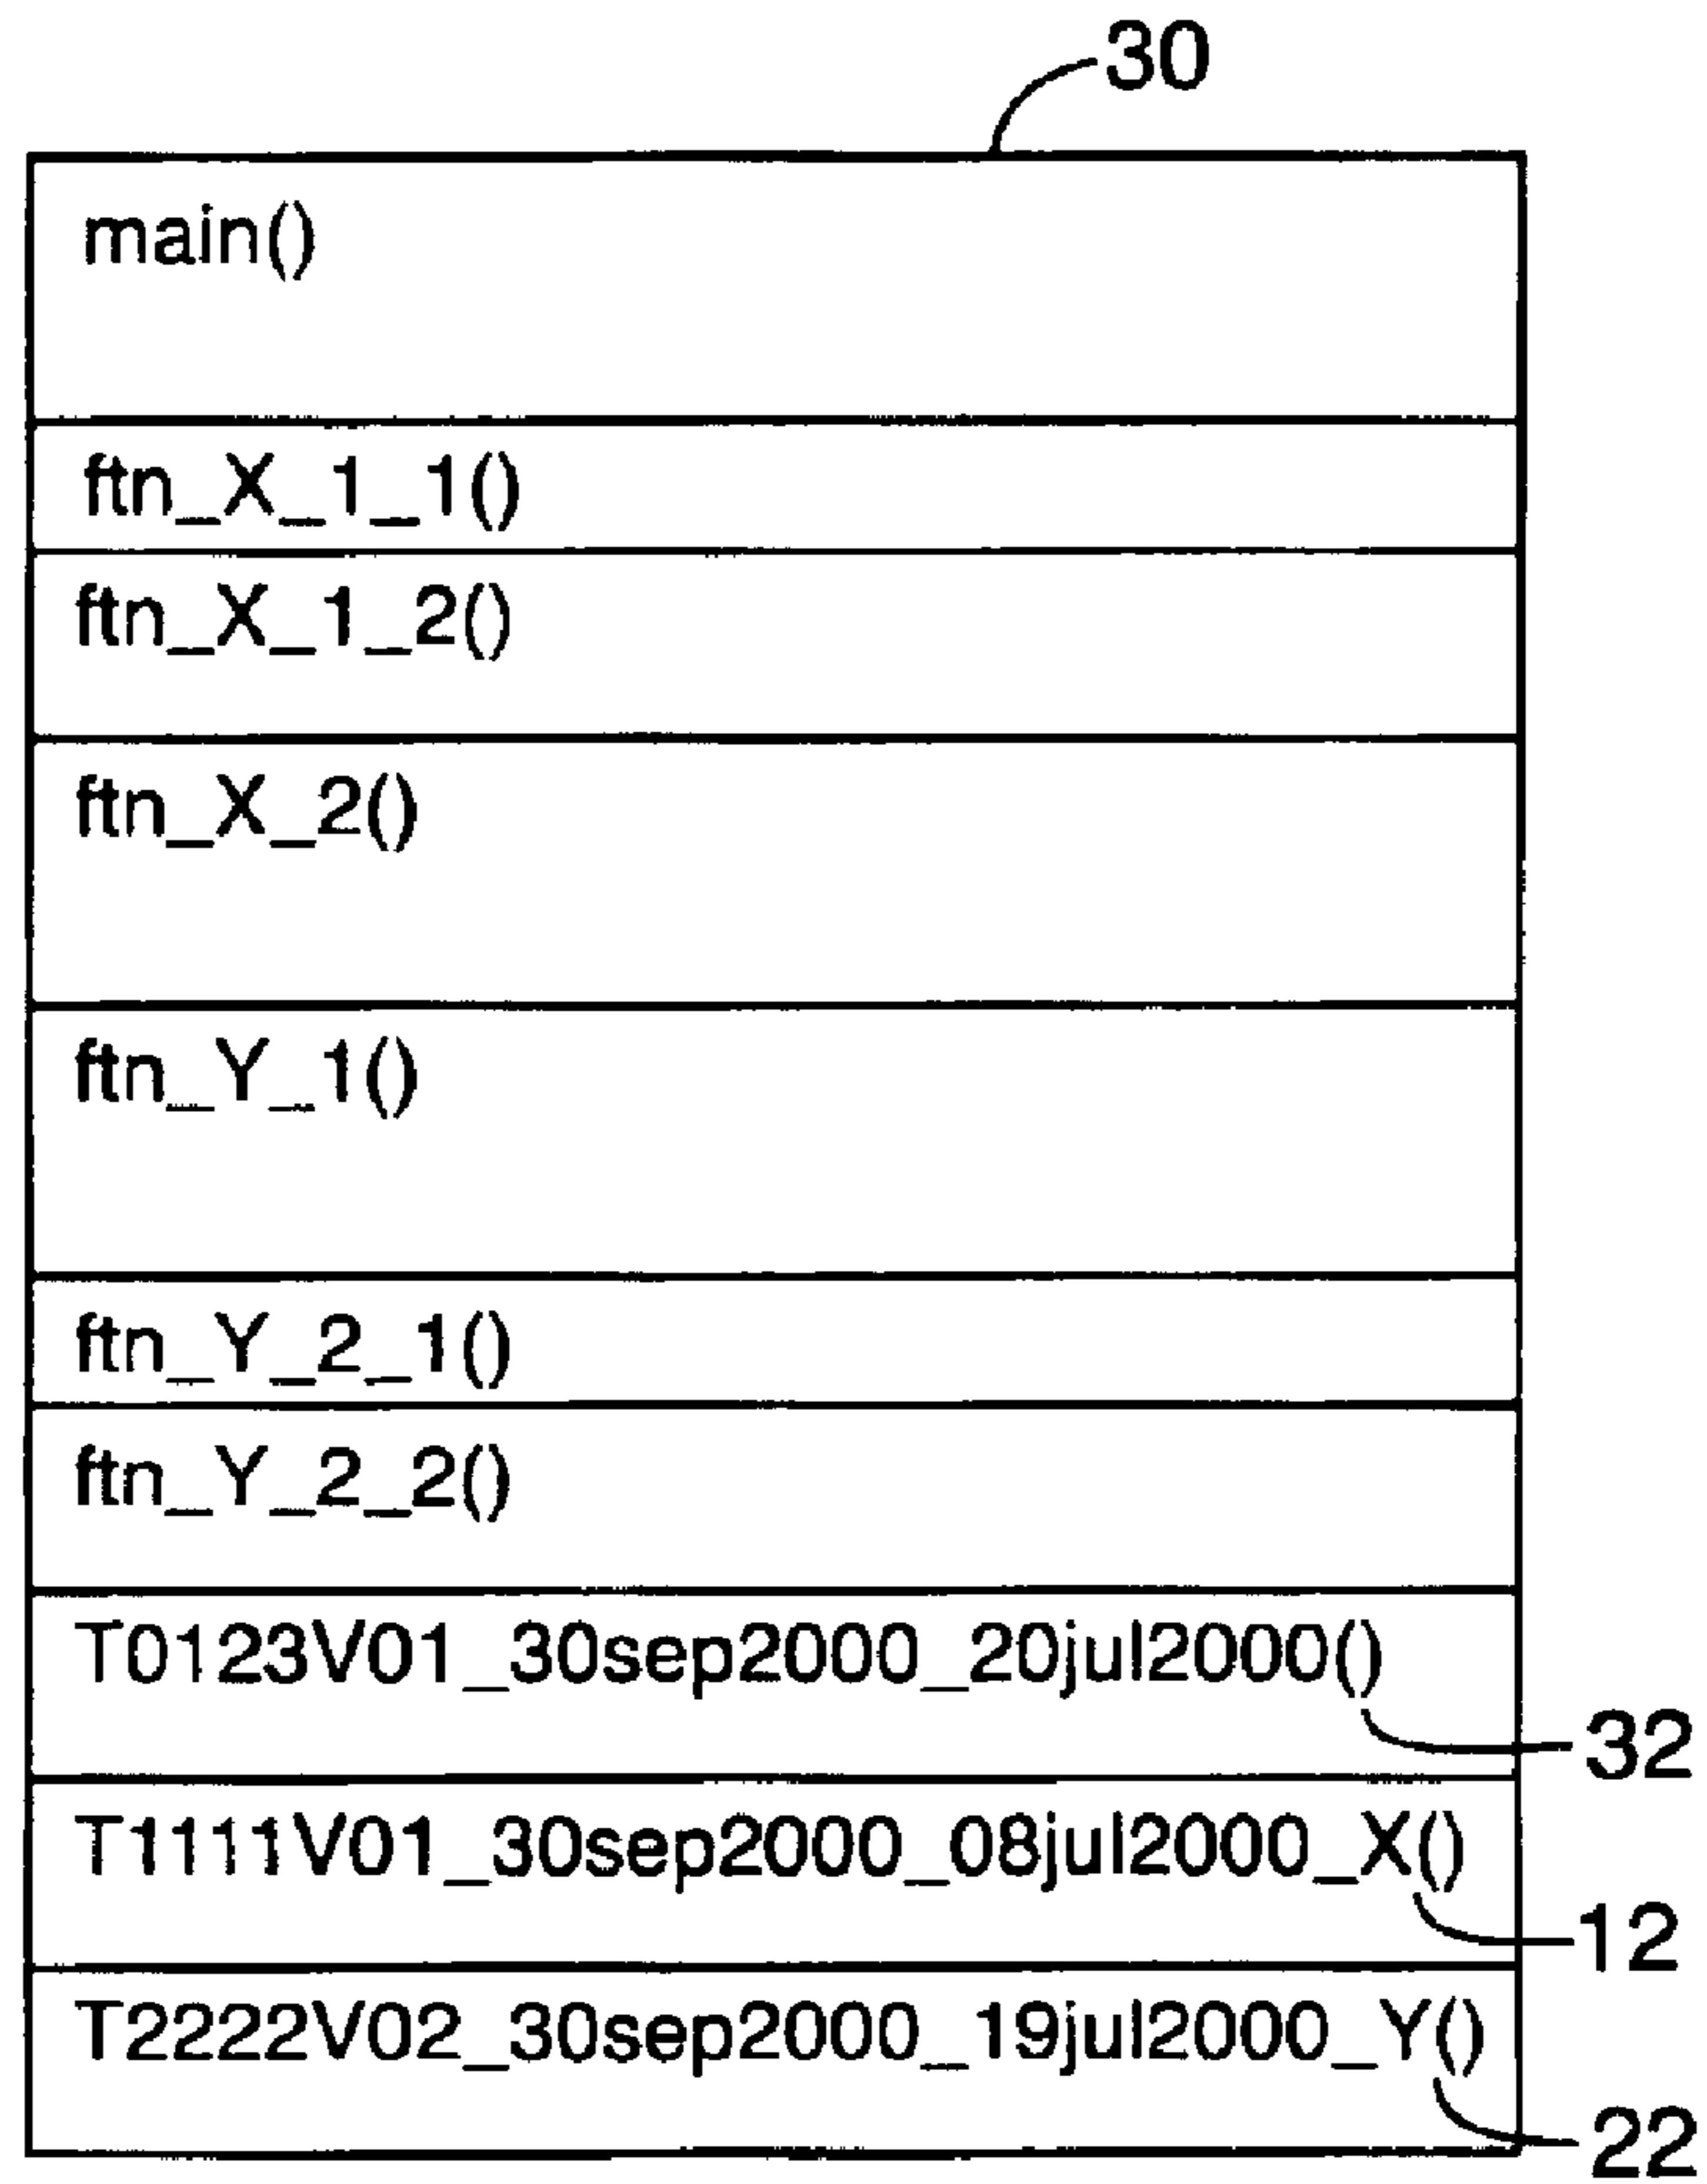 30
main()
ftn_X_1_1()
ftn_X_1_2()
ftn_X_2()
ftn_Y_1()
ftn_Y_2_1()
ftn_Y_2_2()
T0123V01_30sep2000_20jul2000()
32
T1111V01_30sep2000_08jul2000_X()
12
T2222V02_30sep2000_19jul2000_Y()
22